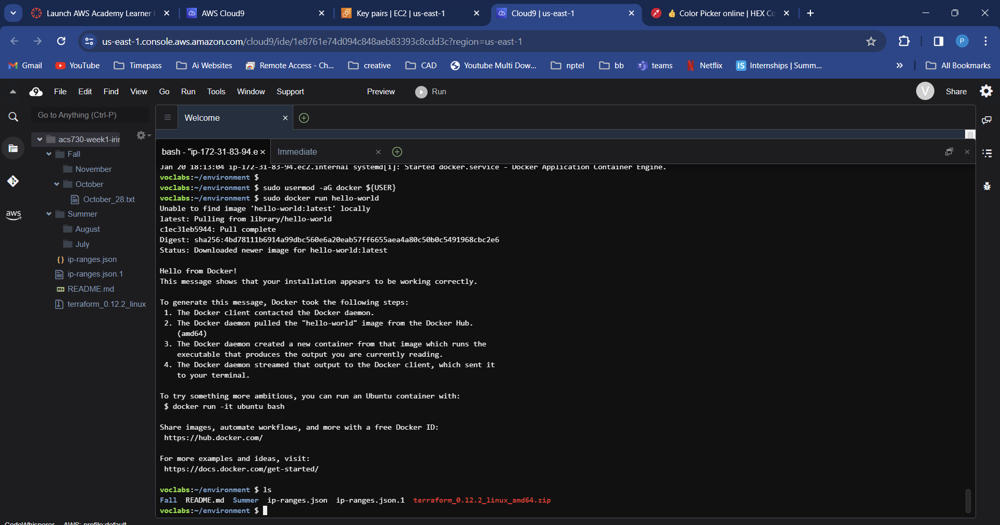 Launch AWS Academy Learner
AWS Cloud9
Key pairs | EC2 | us-east-1
Cloud9 | us-east-1
Color Picker online | HEX Co
us-east-1.console.aws.amazon.com/cloud9/ide/1e8761e74d094c848aeb83393c8cdd3c?region=us-east-1
P
Gmail
YouTube
Timepass
Ai Websites
Remote Access - Ch...
creative
CAD
Youtube Multi Dow...
nptel
bb
teams
Netflix
IS
Internships | Summ...
All Bookmarks
9
File
Edit
Find
View
Go
Run
Tools
Window
Support
Preview
Run
V
Share
Go to Anything (Ctrl-P)
Welcome
acs730-week1-irir
Fall
November
October
October_28.txt
Summer
August
July
ip-ranges.json
ip-ranges.json.1
README.md
terraform_0.12.2_linux
aws
bash - "ip-172-31-83-94.e
Immediate
Jan 20 18:13:04 ip-172-31-83-94.ec2.internal systemd[1]: Started docker.service - Docker Application Container Engine.
voclabs:~/environment $
voclabs:~/environment $ sudo usermod -aG docker ${USER}
voclabs:~/environment $ sudo docker run hello-world
Unable to find image 'hello-world:latest' locally
latest: Pulling from library/hello-world
c1ec31eb5944: Pull complete
Digest: sha256:4bd78111b6914a99dbc560e6a20eab57ff6655aea4a80c50b0c5491968cbc2e6
Status: Downloaded newer image for hello-world:latest
Hello from Docker!
This message shows that your installation appears to be working correctly.
To generate this message, Docker took the following steps:
1. The Docker client contacted the Docker daemon.
2. The Docker daemon pulled the "hello-world" image from the Docker Hub.
(amd64)
3. The Docker daemon created a new container from that image which runs the
executable that produces the output you are currently reading.
4. The Docker daemon streamed that output to the Docker client, which sent it
to your terminal.
To try something more ambitious, you can run an Ubuntu container with:
$ docker run -it ubuntu bash
Share images, automate workflows, and more with a free Docker ID:
https://hub.docker.com/
For more examples and ideas, visit:
https://docs.docker.com/get-started/
voclabs:~/environment $ ls
Fall README.md Summer ip-ranges.json ip-ranges.json.1 terraform_0.12.2_linux_amd64.zip
voclabs:~/environment $
CodeWhisperer AWS: profile:default